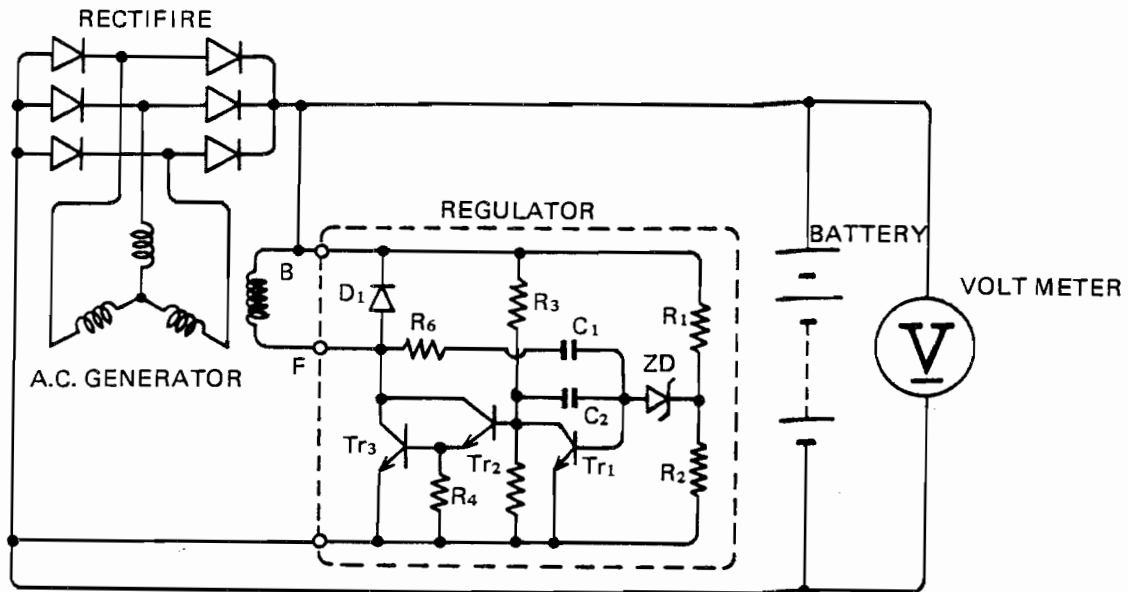 RECTIFIRE
REGULATOR
BATTERY
VOLT METER
B
D1
R3
R1
R6
C1
F
ZD
A.C. GENERATOR
C2
V
Tr3
Tr2
Tr1
R4
R2